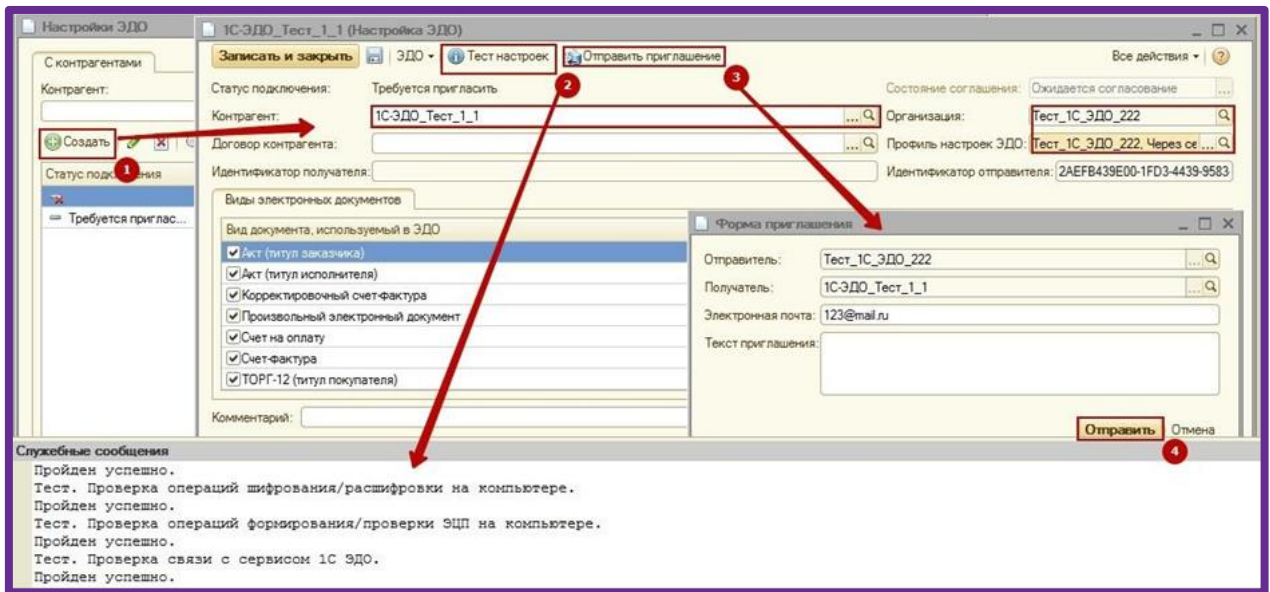 Настройки ЭДО
1С-ЭДО_Тест_1_1 (Настройка ЭДО)
С контрагентами
Записать и закрыть ЭДО Тест настроек Отправить приглашение Все действия
2
3
Контрагент:
Статус подключения: Требуется пригласить Состояние соглашения: Ожидается согласование
Контрагент: 1С-ЭДО_Тест_1_1 Организация: Тест_1С_ЭДО_222
Создать
1
Договор контрагента: Профиль настроек ЭДО: Тест_1С_ЭДО_222, Через се
Статус
Идентификатор получателя: Идентификатор отправителя: 2AEFB439E00-1FD3-4439-9583
Требуется приглас...
Виды электронных документов
Вид документа, используемый в ЭДО
Акт (титул заказчика)
Акт (титул исполнителя)
Корректировочный счет-фактура
Произвольный электронный документ
Счет на оплату
Счет-фактура
ТОРГ-12 (титул покупателя)
Комментарий:
Форма приглашения
Отправитель: Тест_1С_ЭДО_222
Получатель: 1С-ЭДО_Тест_1_1
Электронная почта: 123@mail.ru
Текст приглашения:
Отправить Отмена
4
Служебные сообщения
Пройден успешно.
Тест. Проверка операций шифрования/расшифровки на компьютере.
Пройден успешно.
Тест. Проверка операций формирования/проверки ЭЦП на компьютере.
Пройден успешно.
Тест. Проверка связи с сервисом 1С ЭДО.
Пройден успешно.